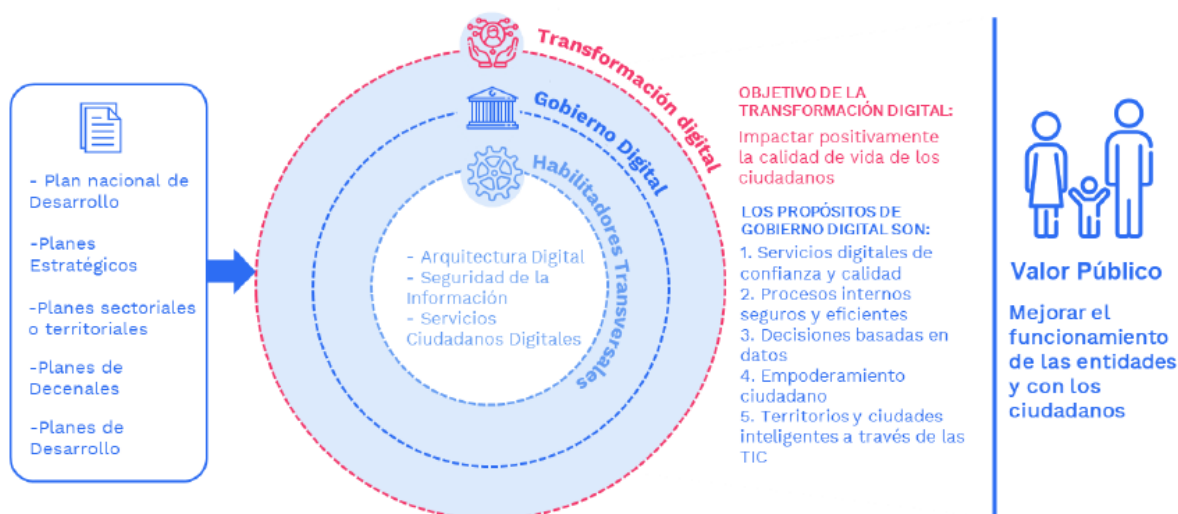 - Plan nacional de
Desarrollo
-Planes
Estratégicos
-Planes sectoriales
o territoriales
-Planes de
Decenales
-Planes de
Desarrollo
Transformación digital
Gobierno Digital
Habilitadores Transversales
- Arquitectura Digital
- Seguridad de la
Información
- Servicios
Ciudadanos Digitales
OBJETIVO DE LA
TRANSFORMACIÓN DIGITAL:
Impactar positivamente
la calidad de vida de los
ciudadanos
LOS PROPÓSITOS DE
GOBIERNO DIGITAL SON:
1. Servicios digitales de
confianza y calidad
2. Procesos internos
seguros y eficientes
3. Decisiones basadas en
datos
4. Empoderamiento
ciudadano
5. Territorios y ciudades
inteligentes a través de las
TIC
Valor Público
Mejorar el
funcionamiento
de las entidades
y con los
ciudadanos